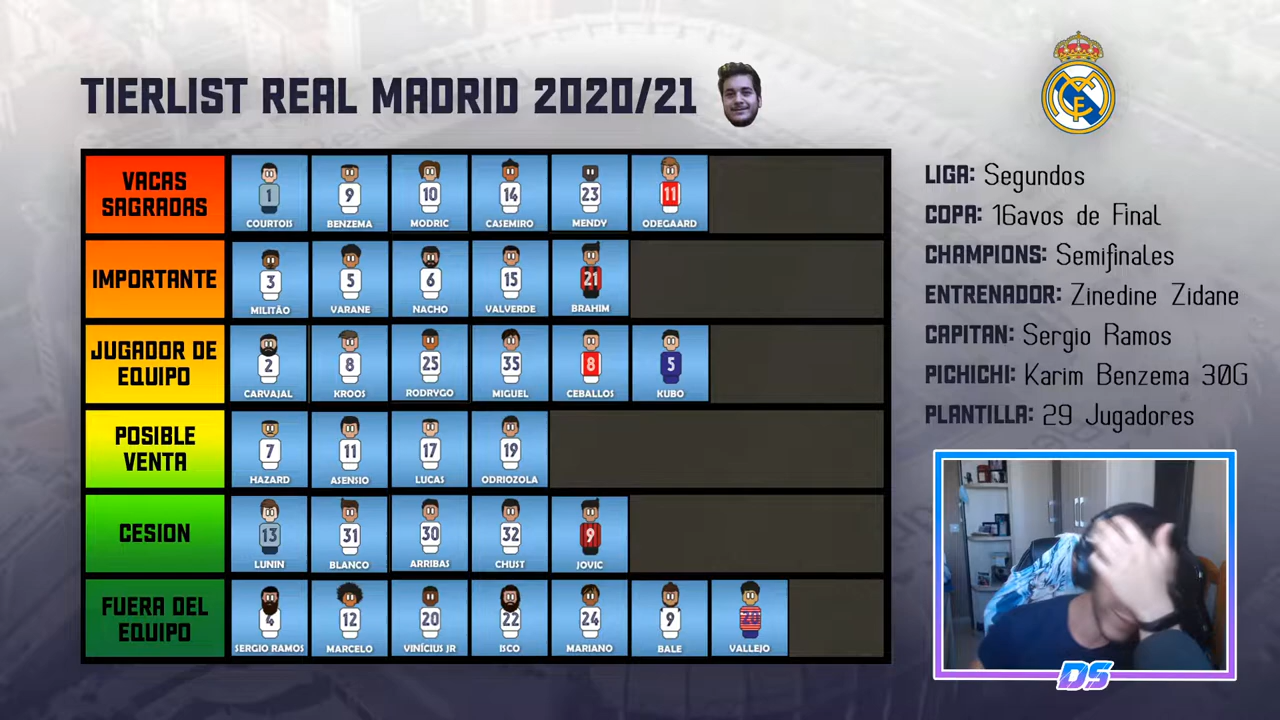 TIERLIST REAL MADRID 2020/21
VACAS
SAGRADAS
1 9 10 14 23 11
COURTOIS BENZEMA MODRIC CASEMIRO MENDY ODEGAARD
IMPORTANTE
3 5 6 15 21
MILITÃO VARANE NACHO VALVERDE BRAHIM
JUGADOR DE
EQUIPO
2 8 25 35 8 5
CARVAJAL KROOS RODRYGO MIGUEL CEBALLOS KUBO
POSIBLE
VENTA
7 11 17 19
HAZARD ASENSIO LUCAS ODRIOZOLA
CESION
13 31 30 32 9
LUNIN BLANCO ARRIBAS CHUST JOVIC
FUERA DEL
EQUIPO
4 12 20 22 24 9
SERGIO RAMOS MARCELO VINÍCIUS JR ISCO MARIANO BALE VALLEJO
LIGA: Segundos
COPA: 16avos de Final
CHAMPIONS: Semifinales
ENTRENADOR: Zinedine Zidane
CAPITAN: Sergio Ramos
PICHICHI: Karim Benzema 30G
PLANTILLA: 29 Jugadores
DS